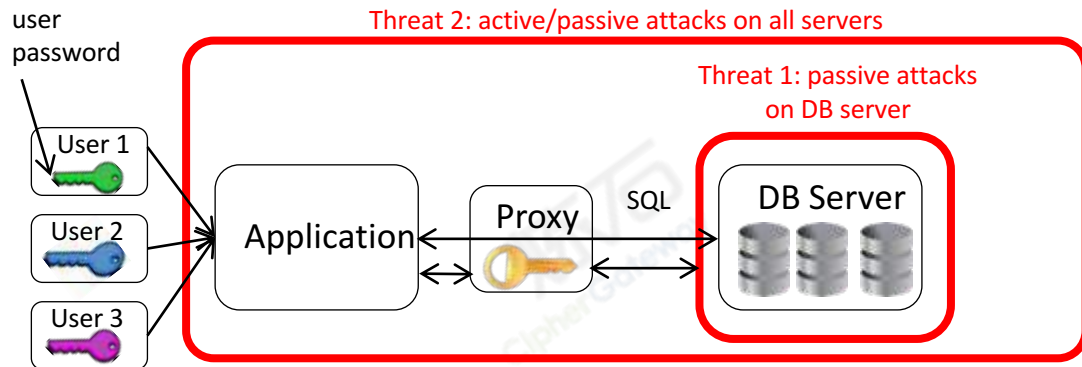 user
password
Threat 2: active/passive attacks on all servers
Threat 1: passive attacks
on DB server
User 1
User 2
User 3
Application
Proxy
SQL
DB Server
CipherGateway